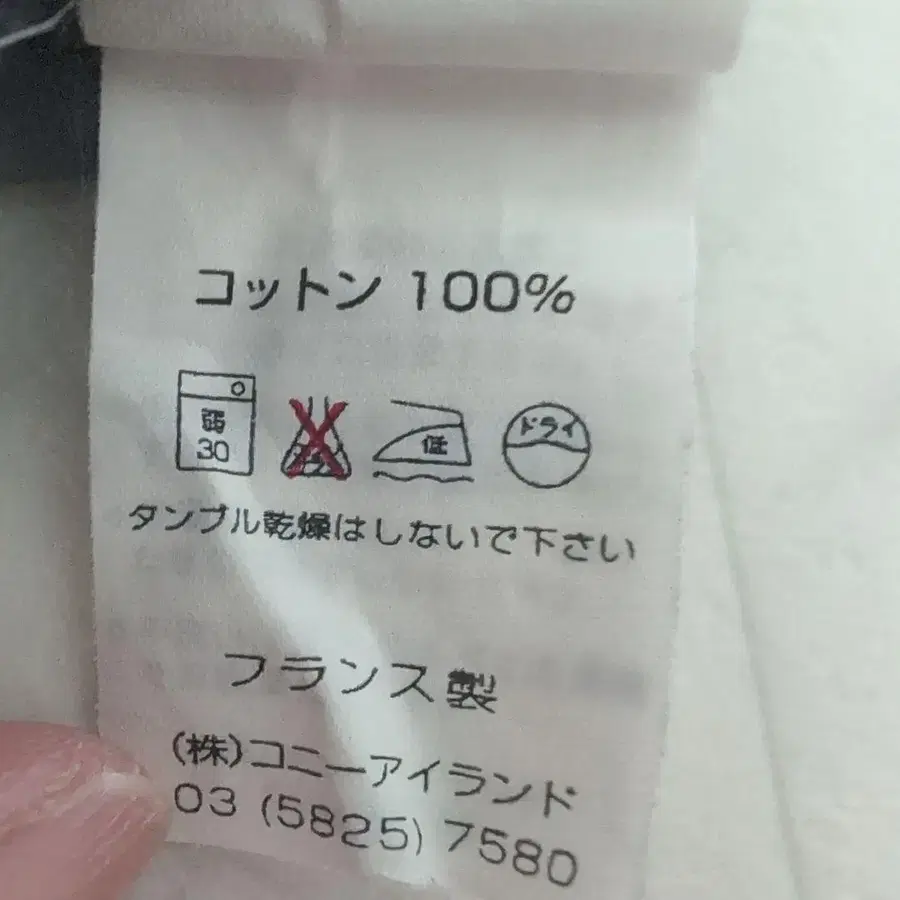 コットン 100%
弱
30
低
ドライ
タンブル乾燥はしないで下さい
フランス製
(株)コニーアイランド
03 (5825) 7580